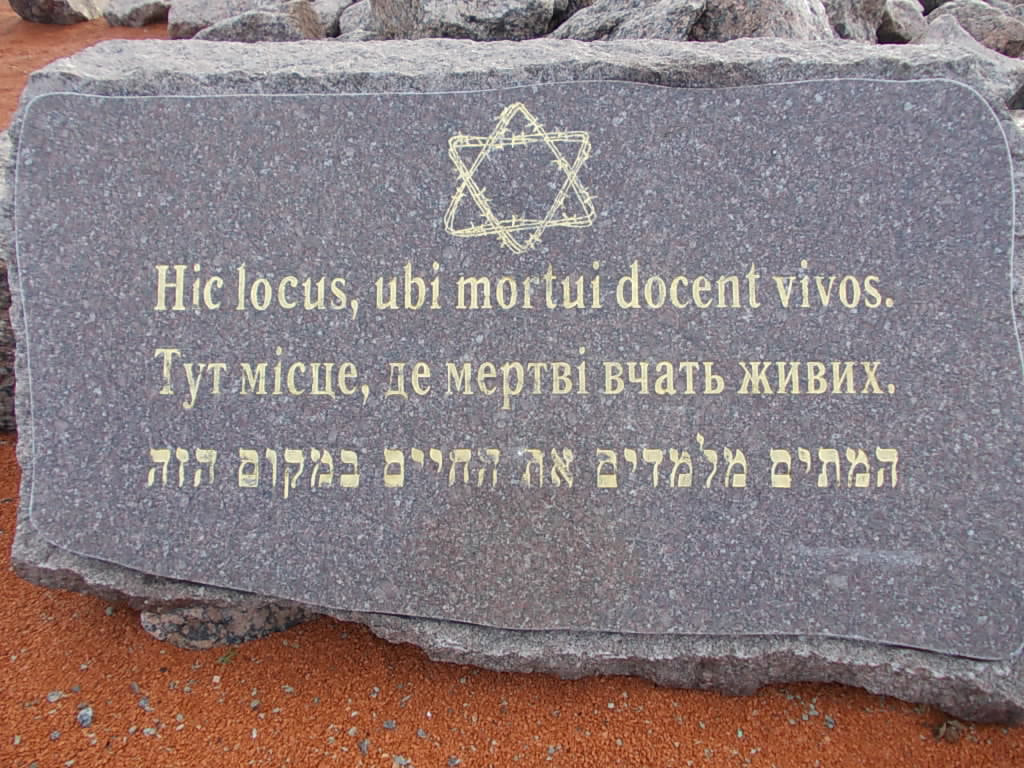 Hic locus, ubi mortui docent vivos.
Тут місце, де мертві вчать живих.
המתים מלמדים את החיים במקום הזה